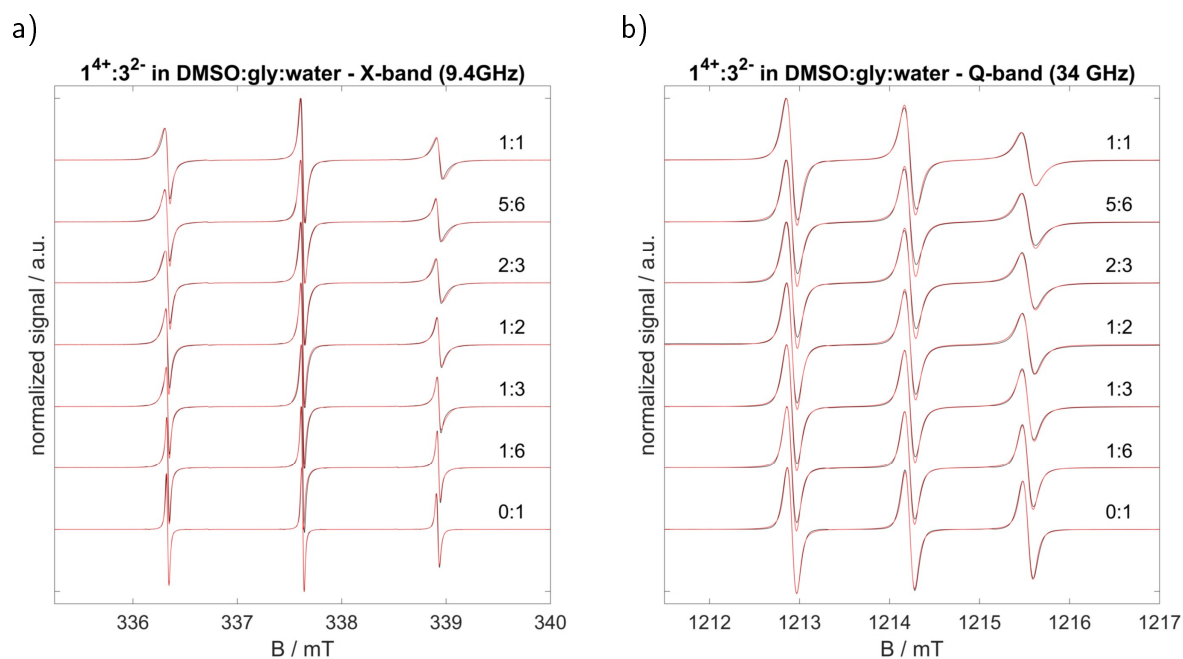 a)
1⁴⁺:3²⁻ in DMSO:gly:water - X-band (9.4GHz)
normalized signal / a.u.
1:1
5:6
2:3
1:2
1:3
1:6
0:1
336 337 338 339 340
B / mT
b)
1⁴⁺:3²⁻ in DMSO:gly:water - Q-band (34 GHz)
normalized signal / a.u.
1:1
5:6
2:3
1:2
1:3
1:6
0:1
1212 1213 1214 1215 1216 1217
B / mT